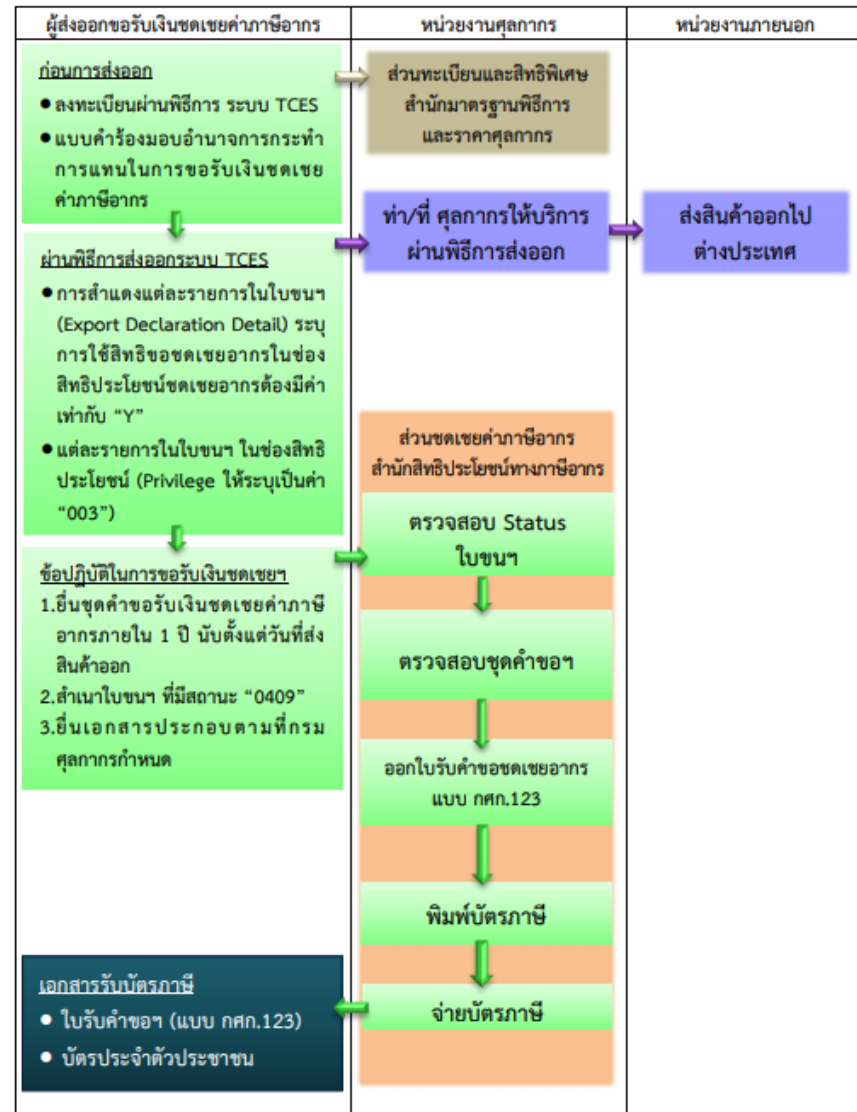 ผู้ส่งออกขอรับเงินชดเชยค่าภาษีอากร
หน่วยงานศุลกากร
หน่วยงานภายนอก
ก่อนการส่งออก
● ลงทะเบียนผ่านพิธีการ ระบบ TCES
● แบบคำร้องมอบอำนาจการกระทำ
การแทนในการขอรับเงินชดเชย
ค่าภาษีอากร
ส่วนทะเบียนและสิทธิพิเศษ
สำนักมาตรฐานพิธีการ
และราคาศุลกากร
ผ่านพิธีการส่งออกระบบ TCES
● การสำแดงแต่ละรายการในใบขนฯ
(Export Declaration Detail) ระบุ
การใช้สิทธิขอชดเชยอากรในช่อง
สิทธิประโยชน์ชดเชยอากรต้องมีค่า
เท่ากับ “Y”
● แต่ละรายการในใบขนฯ ในช่องสิทธิ
ประโยชน์ (Privilege ให้ระบุเป็นค่า
“003”)
ท่า/ที่ ศุลกากรให้บริการ
ผ่านพิธีการส่งออก
ส่งสินค้าออกไป
ต่างประเทศ
ข้อปฏิบัติในการขอรับเงินชดเชยฯ
1.ยื่นชุดคำขอรับเงินชดเชยค่าภาษี
อากรภายใน 1 ปี นับตั้งแต่วันที่ส่ง
สินค้าออก
2.สำเนาใบขนฯ ที่มีสถานะ “0409”
3.ยื่นเอกสารประกอบตามที่กรม
ศุลกากรกำหนด
ส่วนชดเชยค่าภาษีอากร
สำนักสิทธิประโยชน์ทางภาษีอากร
ตรวจสอบ Status
ใบขนฯ
ตรวจสอบชุดคำขอฯ
ออกใบรับคำขอชดเชยอากร
แบบ กศก.123
พิมพ์บัตรภาษี
จ่ายบัตรภาษี
เอกสารรับบัตรภาษี
● ใบรับคำขอฯ (แบบ กศก.123)
● บัตรประจำตัวประชาชน